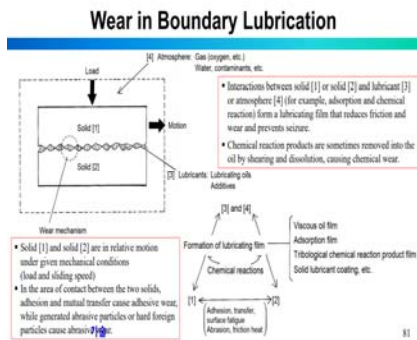 Wear in Boundary Lubrication
[4] Atmosphere: Gas (oxygen, etc.)
Water, contaminants, etc.
Load
Motion
Solid [1]
Solid [2]
[3] Lubricants: Lubricating oils
Additives
Wear mechanism
• Interactions between solid [1] or solid [2] and lubricant [3]
or atmosphere [4] (for example, adsorption and chemical
reaction) form a lubricating film that reduces friction and
wear and prevents seizure.
• Chemical reaction products are sometimes removed into the
oil by shearing and dissolution, causing chemical wear.
• Solid [1] and solid [2] are in relative motion
under given mechanical conditions
(load and sliding speed)
• In the area of contact between the two solids,
adhesion and mutual transfer cause adhesive wear,
while generated abrasive particles or hard foreign
particles cause abrasive
[3] and [4]
Formation of lubricating film
Chemical reactions
[1]
[2]
Adhesion, transfer,
surface fatigue
Abrasion, friction heat
Viscous oil film
Adsorption film
Tribological chemical reaction product film
Solid lubricant coating, etc.
81